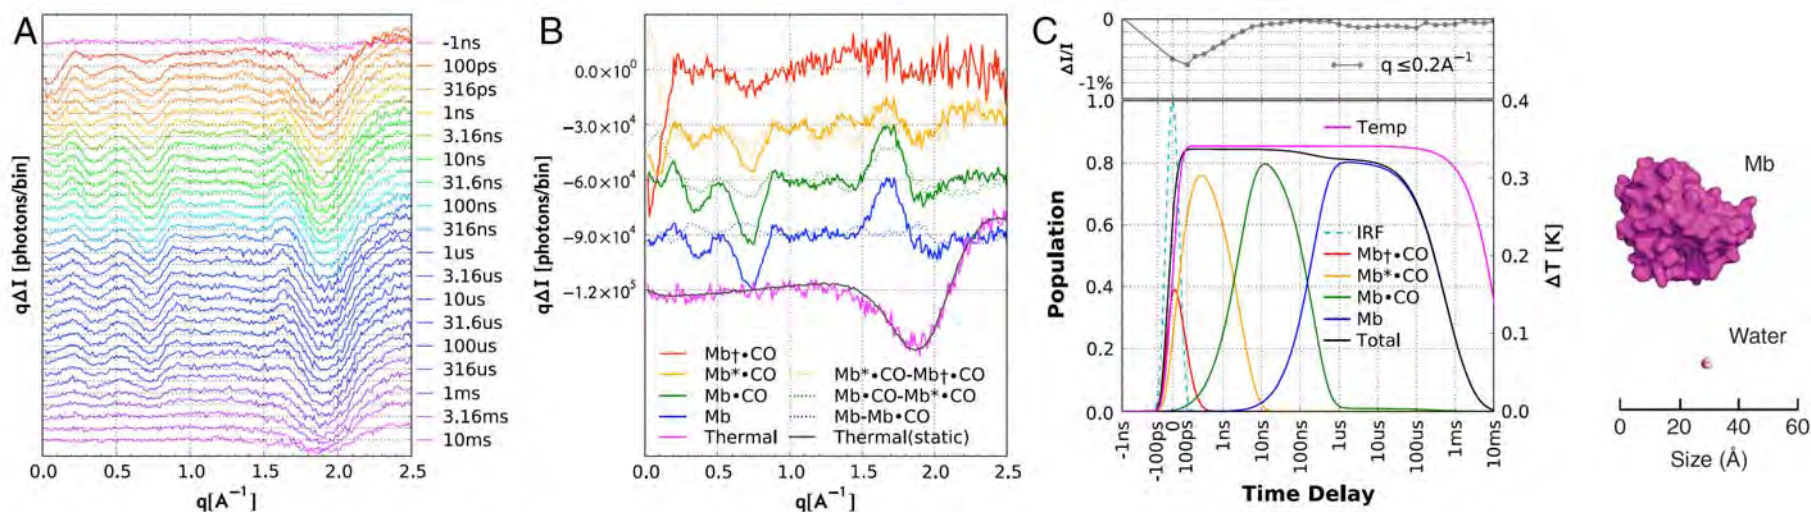 A
-1ns
100ps
316ps
1ns
3.16ns
10ns
31.6ns
100ns
316ns
1us
3.16us
10us
31.6us
100us
316us
1ms
3.16ms
10ms
qΔI [photons/bin]
0.0 0.5 1.0 1.5 2.0 2.5
q[A⁻¹]
B
0.0×10⁰
−3.0×10⁴
−6.0×10⁴
−9.0×10⁴
−1.2×10⁵
qΔI [photons/bin]
Mb†•CO
Mb*•CO Mb*•CO-Mb†•CO
Mb•CO Mb•CO-Mb*•CO
Mb Mb-Mb•CO
Thermal Thermal(static)
0.0 0.5 1.0 1.5 2.0 2.5
q[A⁻¹]
C
0
-1%
ΔI/I
q ≤0.2A⁻¹
1.0
0.8
0.6
0.4
0.2
0.0
Population
Temp
IRF
Mb†•CO
Mb*•CO
Mb•CO
Mb
Total
0.4
0.3
0.2
0.1
0.0
ΔT [K]
-1ns -100ps 0 100ps 1ns 10ns 100ns 1us 10us 100us 1ms 10ms
Time Delay
Mb
Water
0 20 40 60
Size (Å)